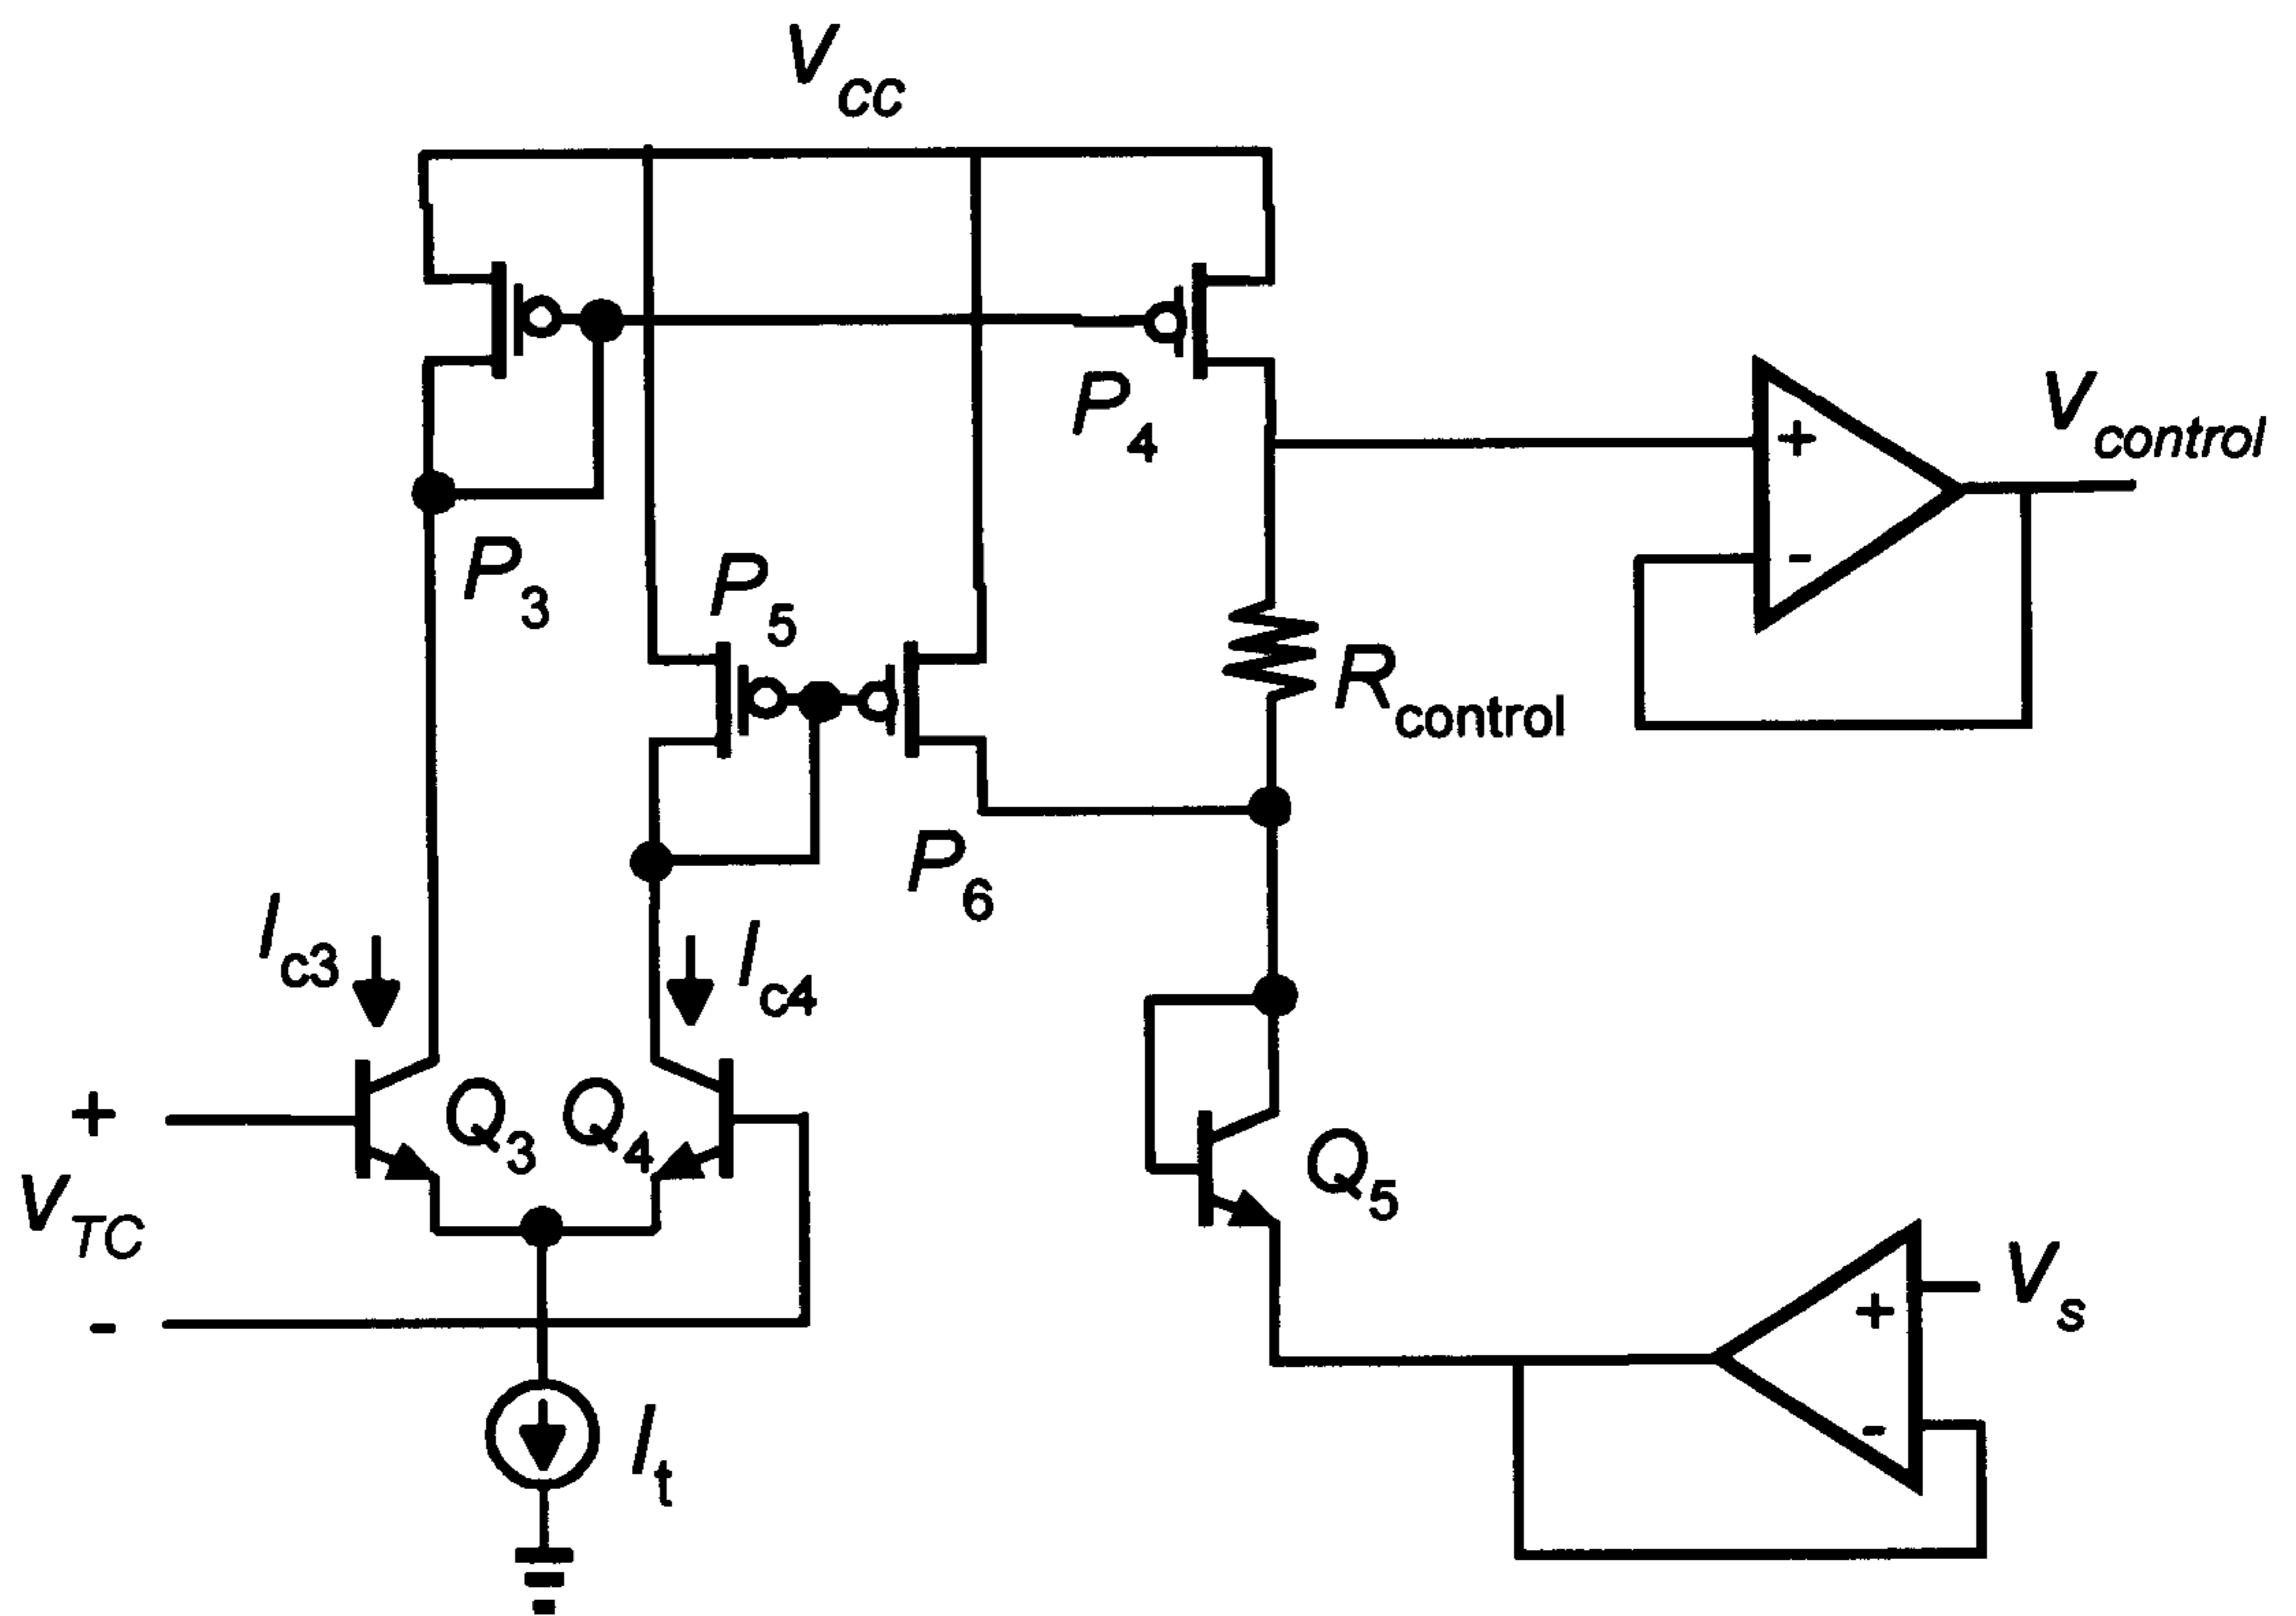 Vcc
P4
+
-
Vcontrol
P3
P5
Rcontrol
P6
Ic3
Ic4
+
VTC
-
Q3
Q4
Q5
It
Vs
+
-